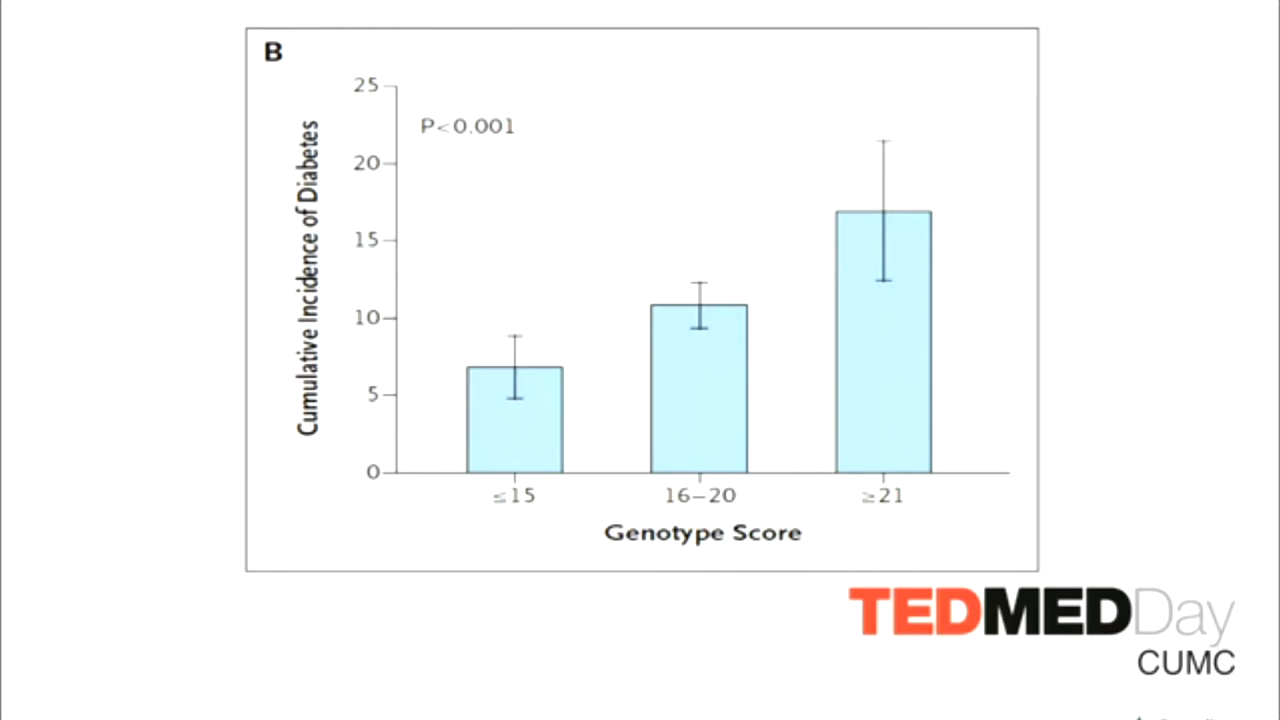 B
25
P<0.001
20
15
10
5
0
Cumulative Incidence of Diabetes
≤15 16–20 ≥21
Genotype Score
TEDMEDDay
CUMC